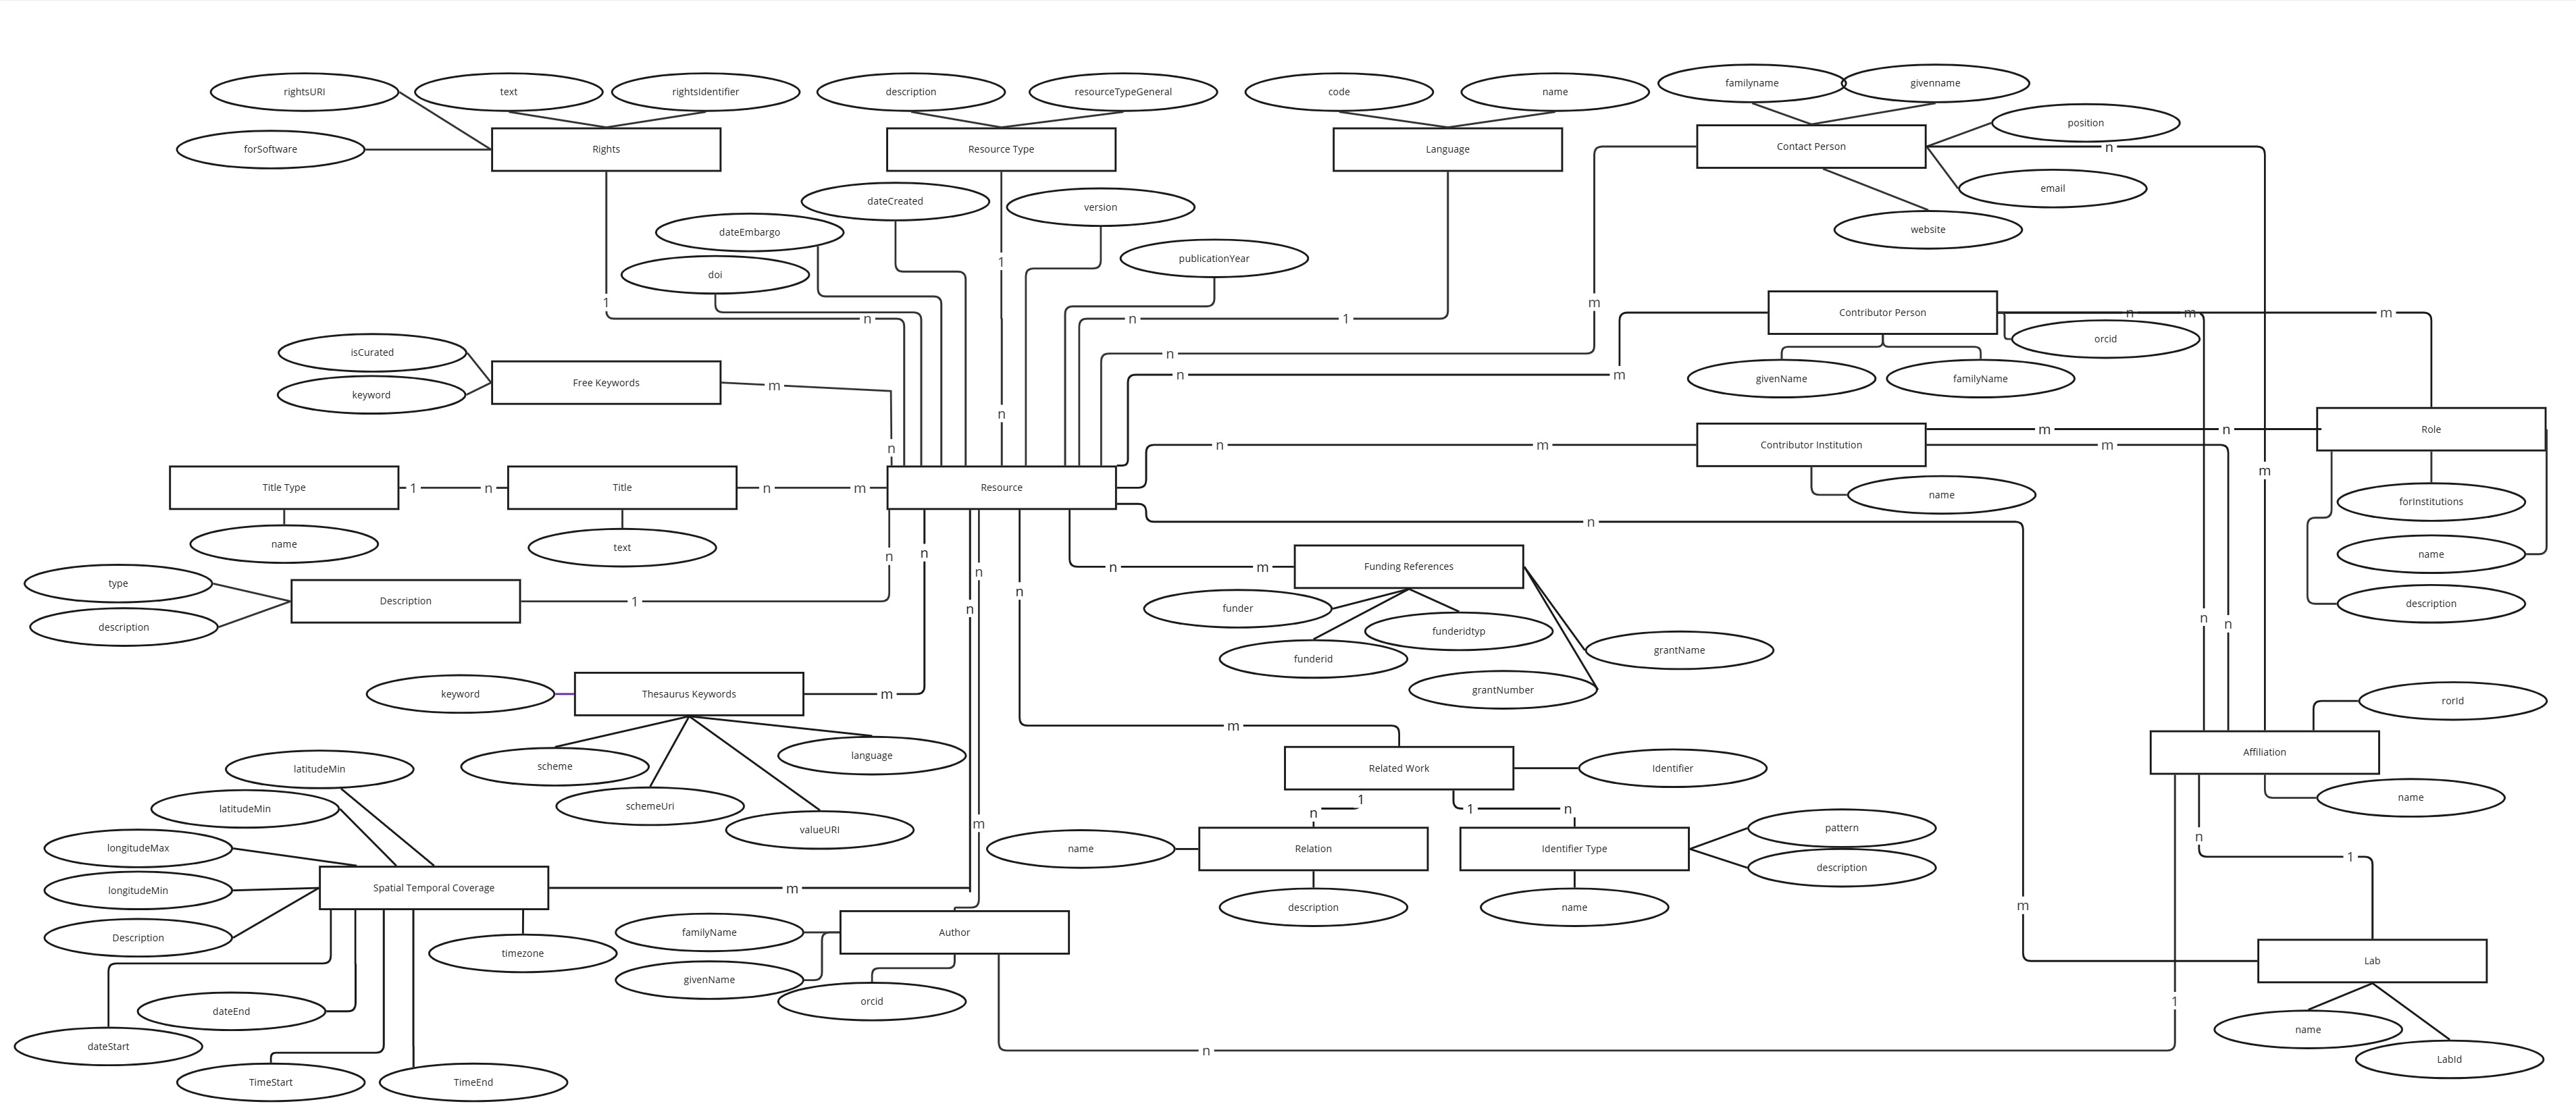 familyname
givenname
rightsURI
text
rightsIdentifier
description
resourceTypeGeneral
code
name
position
forSoftware
Rights
Resource Type
Language
Contact Person
n
email
dateCreated
version
website
dateEmbargo
publicationYear
1
doi
1
m
n
n
1
Contributor Person
n
m
m
orcid
isCurated
n
Free Keywords
m
n
m
givenName
familyName
keyword
n
m
n
Role
n
n
m
Contributor Institution
m
m
Title Type
1
n
Title
n
m
Resource
name
forInstitutions
n
name
text
n
n
name
type
n
n
m
Funding References
description
Description
1
n
n
funder
funderidtyp
description
n
n
grantName
funderid
keyword
Thesaurus Keywords
m
grantNumber
rorId
m
scheme
language
Related Work
Identifier
Affiliation
latitudeMin
schemeUri
valueURI
name
latitudeMin
1
n
1
n
m
pattern
n
longitudeMax
name
Relation
Identifier Type
description
1
longitudeMin
Spatial Temporal Coverage
m
description
name
m
Description
timezone
familyName
Author
Lab
givenName
orcid
1
dateEnd
name
dateStart
n
LabId
TimeStart
TimeEnd